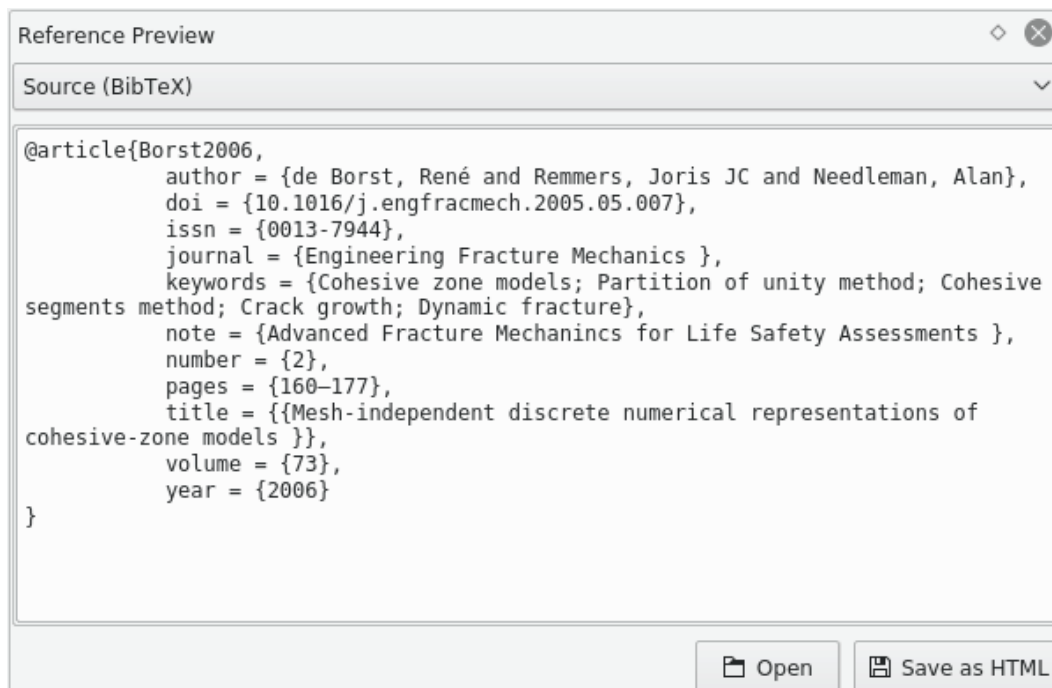 Reference Preview
Source (BibTeX)
@article{Borst2006,
author = {de Borst, René and Remmers, Joris JC and Needleman, Alan},
doi = {10.1016/j.engfracmech.2005.05.007},
issn = {0013-7944},
journal = {Engineering Fracture Mechanics },
keywords = {Cohesive zone models; Partition of unity method; Cohesive
segments method; Crack growth; Dynamic fracture},
note = {Advanced Fracture Mechanincs for Life Safety Assessments },
number = {2},
pages = {160–177},
title = {{Mesh-independent discrete numerical representations of
cohesive-zone models }},
volume = {73},
year = {2006}
}
Open
Save as HTML